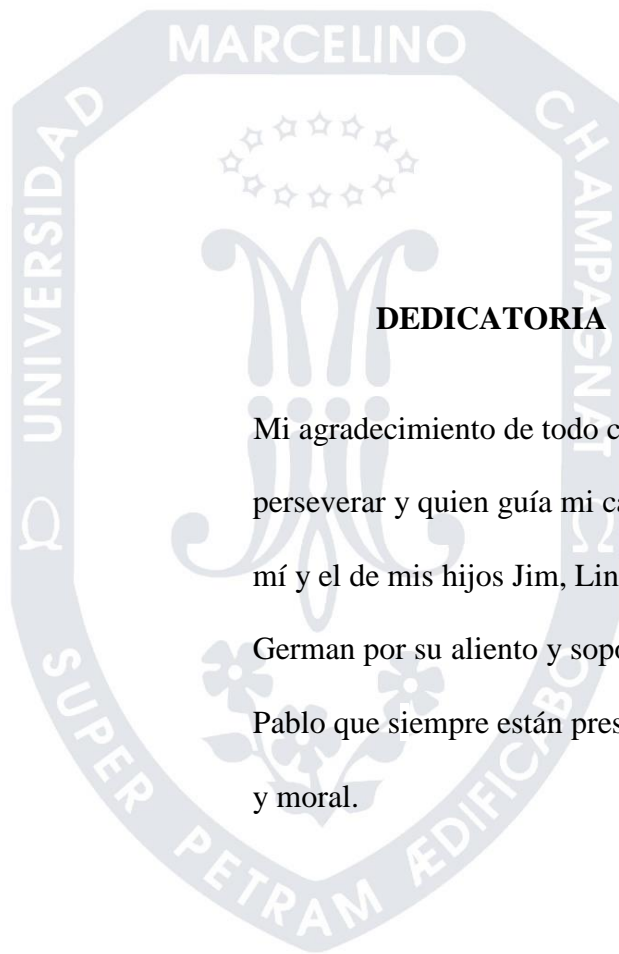 MARCELINO
UNIVERSIDAD
CHAMPAGNAT
DEDICATORIA
Mi agradecimiento de todo c
perseverar y quien guía mi ca
mí y el de mis hijos Jim, Lin
German por su aliento y sopo
Pablo que siempre están pres
y moral.
SUPER PETRAM ÆDIFICABO